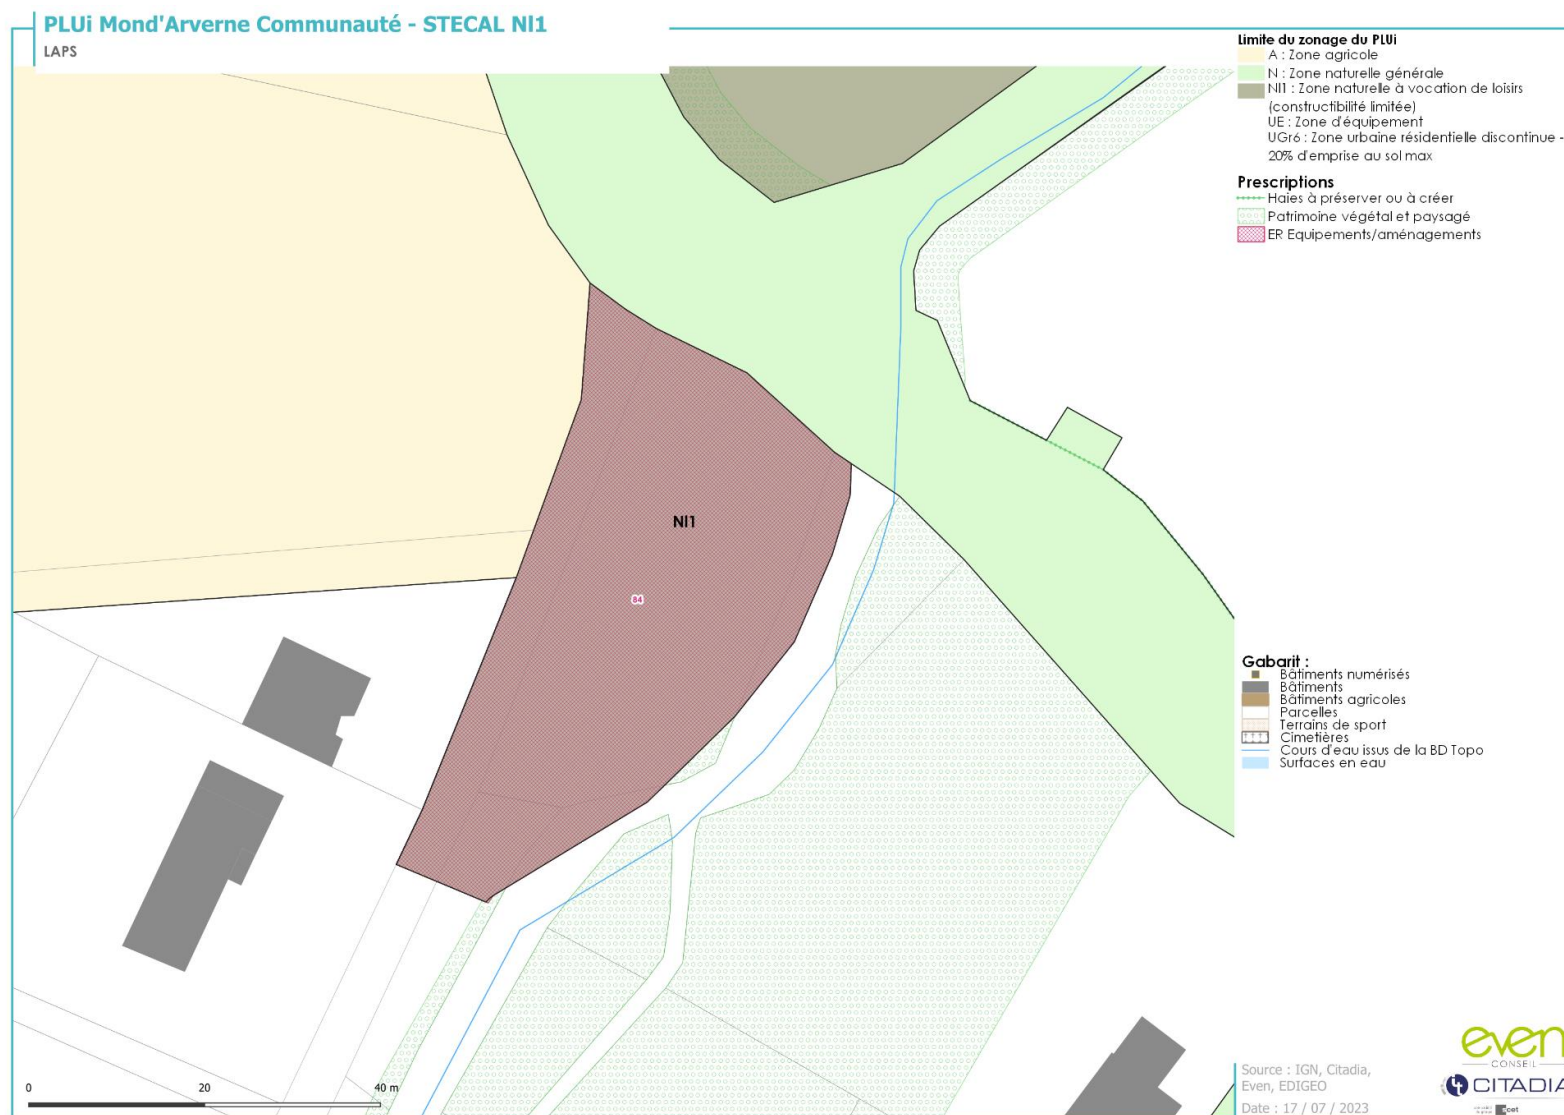 PLUi Mond'Arverne Communauté - STECAL Nl1
LAPS
Limite du zonage du PLUi
A : Zone agricole
N : Zone naturelle générale
Nl1 : Zone naturelle à vocation de loisirs
(constructibilité limitée)
UE : Zone d'équipement
UGr6 : Zone urbaine résidentielle discontinue -
20% d'emprise au sol max
Prescriptions
Haies à préserver ou à créer
Patrimoine végétal et paysagé
ER Equipements/aménagements
Nl1
84
Gabarit :
Bâtiments numérisés
Bâtiments
Bâtiments agricoles
Parcelles
Terrains de sport
Cimetières
Cours d'eau issus de la BD Topo
Surfaces en eau
0 20 40 m
Source : IGN, Citadia,
Even, EDIGEO
Date : 17 / 07 / 2023
even
CONSEIL
CITADIA